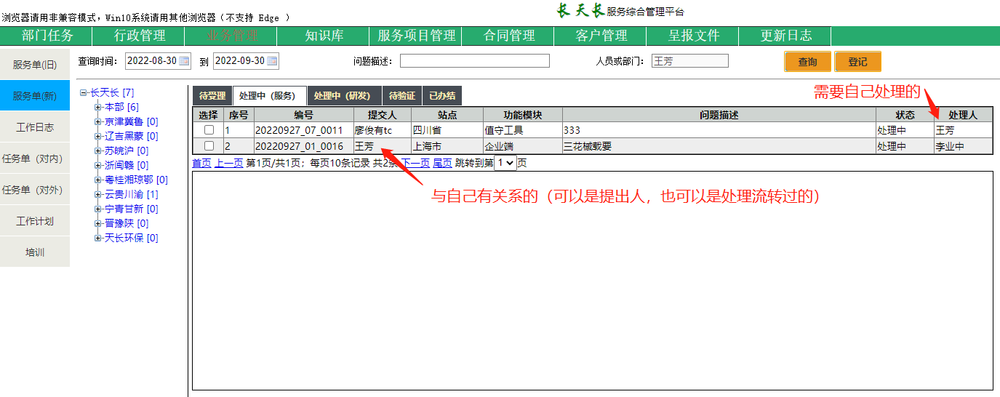 浏览器请用非兼容模式，Win10系统请用其他浏览器（不支持 Edge ）
长天长服务综合管理平台
部门任务 行政管理 业务管理 知识库 服务项目管理 合同管理 客户管理 呈报文件 更新日志
服务单(旧)
服务单(新)
工作日志
任务单（对内）
任务单（对外）
工作计划
培训
查询时间： 2022-08-30 到 2022-09-30 问题描述： 人员或部门： 王芳 查询 登记
长天长 [7]
本部 [6]
京津冀鲁 [0]
辽吉黑蒙 [0]
苏皖沪 [0]
浙闽赣 [0]
粤桂湘琼鄂 [0]
云贵川渝 [1]
宁青甘新 [0]
晋豫陕 [0]
天长环保 [0]
待受理 处理中（服务） 处理中（研发） 待验证 已办结
需要自己处理的
选择 序号 编号 提交人 站点 功能模块 问题描述 状态 处理人
1 20220927_07_0011 廖俊有tc 四川省 值守工具 333 处理中 王芳
2 20220927_01_0016 王芳 上海市 企业端 三花槭载要 处理中 李业中
首页 上一页 第1页/共1页；每页10条记录 共2条 下一页 尾页 跳转到第 1 页
与自己有关系的（可以是提出人，也可以是处理流转过的）